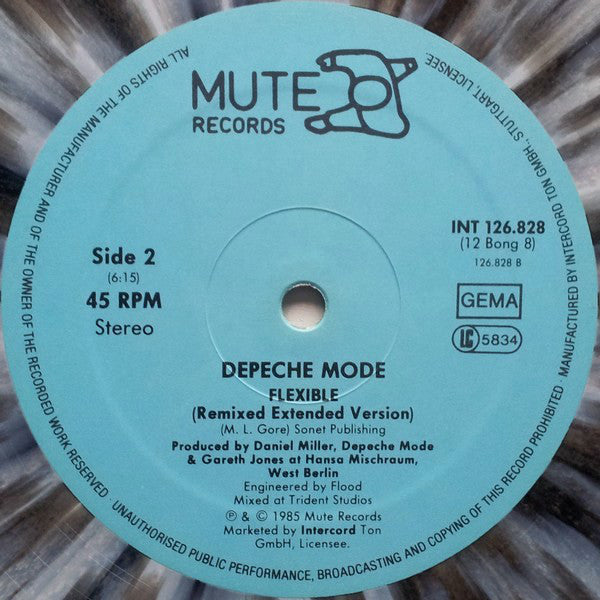 MUTE
RECORDS
Side 2
(6:15)
45 RPM
Stereo
INT 126.828
(12 Bong 8)
126.828 B
GEMA
LC 5834
DEPECHE MODE
FLEXIBLE
(Remixed Extended Version)
(M. L. Gore) Sonet Publishing
Produced by Daniel Miller, Depeche Mode
& Gareth Jones at Hansa Mischraum,
West Berlin
Engineered by Flood
Mixed at Trident Studios
℗ & © 1985 Mute Records
Marketed by Intercord Ton
GmbH, Licensee.
ALL RIGHTS OF THE MANUFACTURER AND OF THE OWNER OF THE RECORDED WORK RESERVED · UNAUTHORISED PUBLIC PERFORMANCE, BROADCASTING AND COPYING OF THIS RECORD PROHIBITED · MANUFACTURED BY INTERCORD TON GMBH, STUTTGART, LICENSEE.